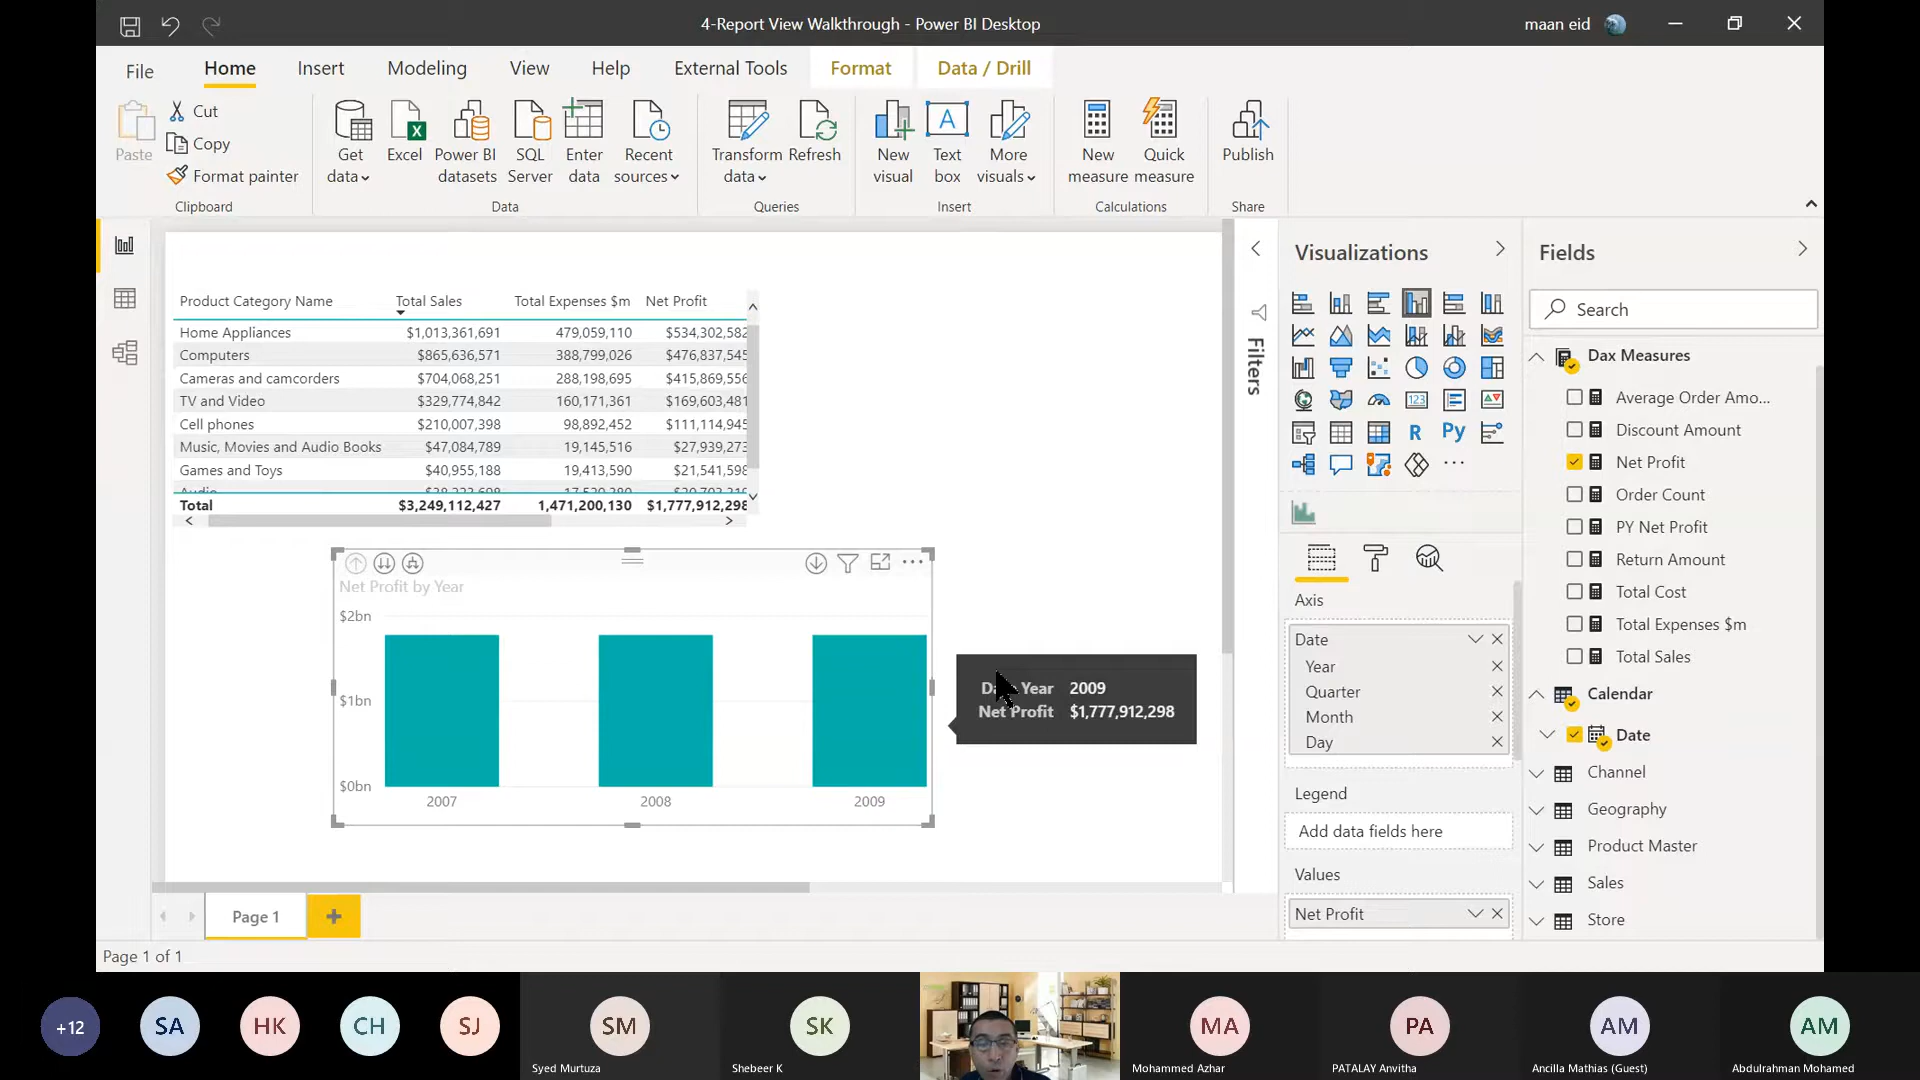 4-Report View Walkthrough - Power BI Desktop
maan eid
File
Home
Insert
Modeling
View
Help
External Tools
Format
Data / Drill
Paste
Cut
Copy
Format painter
Clipboard
Get data
Excel
Power BI datasets
SQL Server
Enter data
Recent sources
Data
Transform data
Refresh
Queries
New visual
Text box
More visuals
Insert
New measure
Quick measure
Calculations
Publish
Share
Product Category Name Total Sales Total Expenses $m Net Profit
Home Appliances $1,013,361,691 479,059,110 $534,302,582
Computers $865,636,571 388,799,026 $476,837,545
Cameras and camcorders $704,068,251 288,198,695 $415,869,556
TV and Video $329,774,842 160,171,361 $169,603,481
Cell phones $210,007,398 98,892,452 $111,114,945
Music, Movies and Audio Books $47,084,789 19,145,516 $27,939,273
Games and Toys $40,955,188 19,413,590 $21,541,598
Audio
Total $3,249,112,427 1,471,200,130 $1,777,912,298
Net Profit by Year
$2bn
$1bn
$0bn
2007 2008 2009
Year 2009
Net Profit $1,777,912,298
Filters
Visualizations
123
R
Py
Axis
Date
Year
Quarter
Month
Day
Legend
Add data fields here
Values
Net Profit
Fields
Search
Dax Measures
Average Order Amo...
Discount Amount
Net Profit
Order Count
PY Net Profit
Return Amount
Total Cost
Total Expenses $m
Total Sales
Calendar
Date
Channel
Geography
Product Master
Sales
Store
Page 1
Page 1 of 1
+12
SA
HK
CH
SJ
SM
Syed Murtuza
SK
Shebeer K
MA
Mohammed Azhar
PA
PATALAY Anvitha
AM
Ancilla Mathias (Guest)
AM
Abdulrahman Mohamed